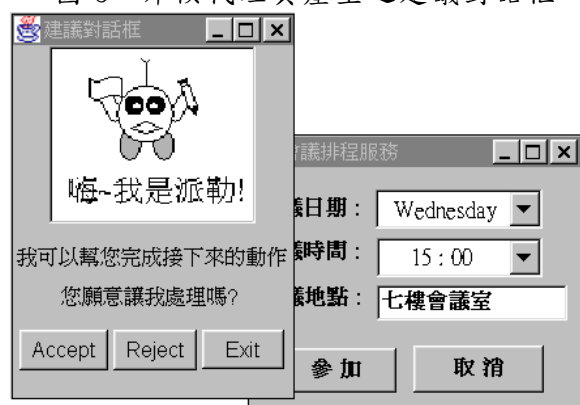 建議對話框
嗨~我是派勒!
我可以幫您完成接下來的動作
您願意讓我處理嗎?
Accept Reject Exit
議排程服務
議日期：Wednesday
議時間：15：00
議地點：七樓會議室
參加 取消